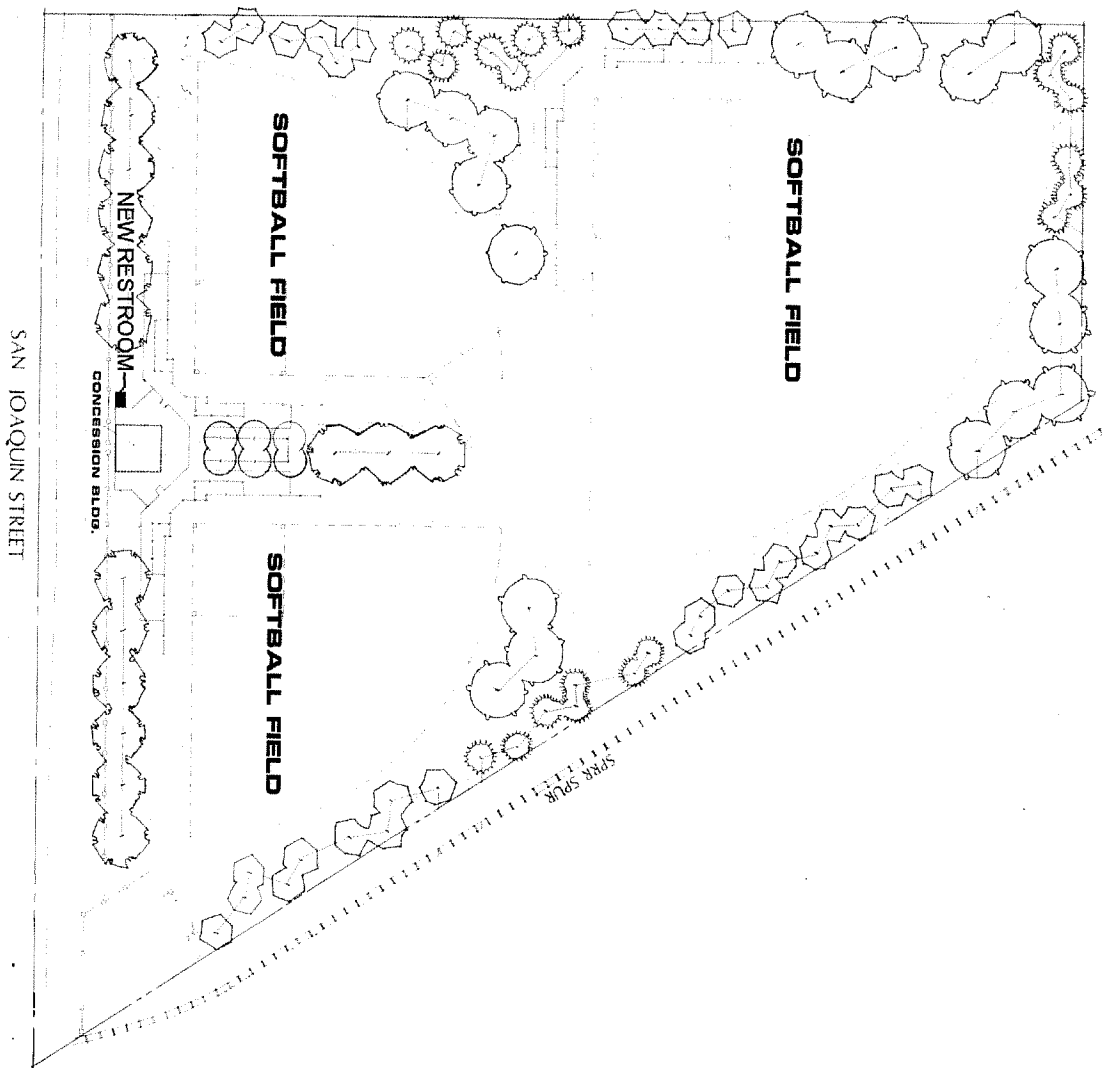 SOFTBALL FIELD
SOFTBALL FIELD
NEW RESTROOM
CONCESSION BLDG.
SAN JOAQUIN STREET
SOFTBALL FIELD
SPRR SPUR